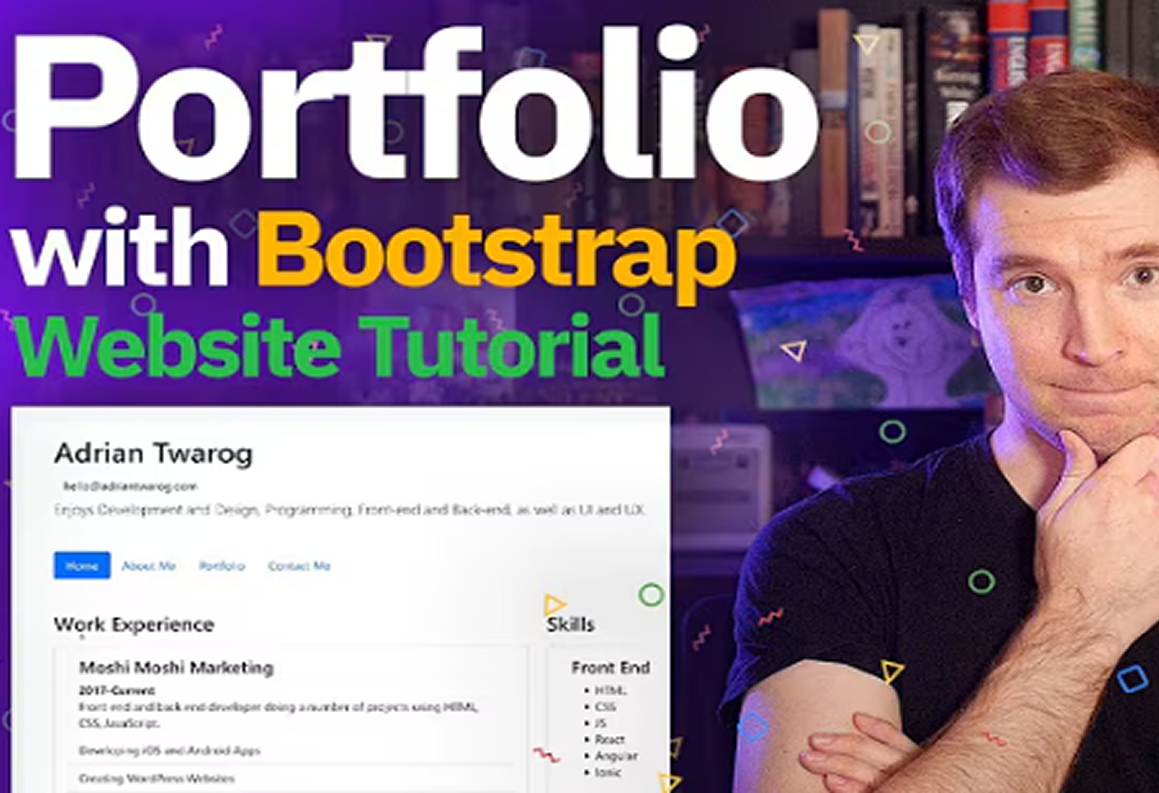 Portfolio
with Bootstrap
Website Tutorial
Adrian Twarog
hello@adriantwarog.com
Enjoys Development and Design, Programming, Front-end and Back-end, as well as UI and UX.
Home About Me Portfolio Contact Me
Work Experience
Skills
Moshi Moshi Marketing
2017-Current
Front end and back end developer doing a number of projects using HTML,
CSS, JavaScript.
Developing iOS and Android Apps
Creating WordPress Websites
Front End
HTML
CSS
JS
React
Angular
Ionic